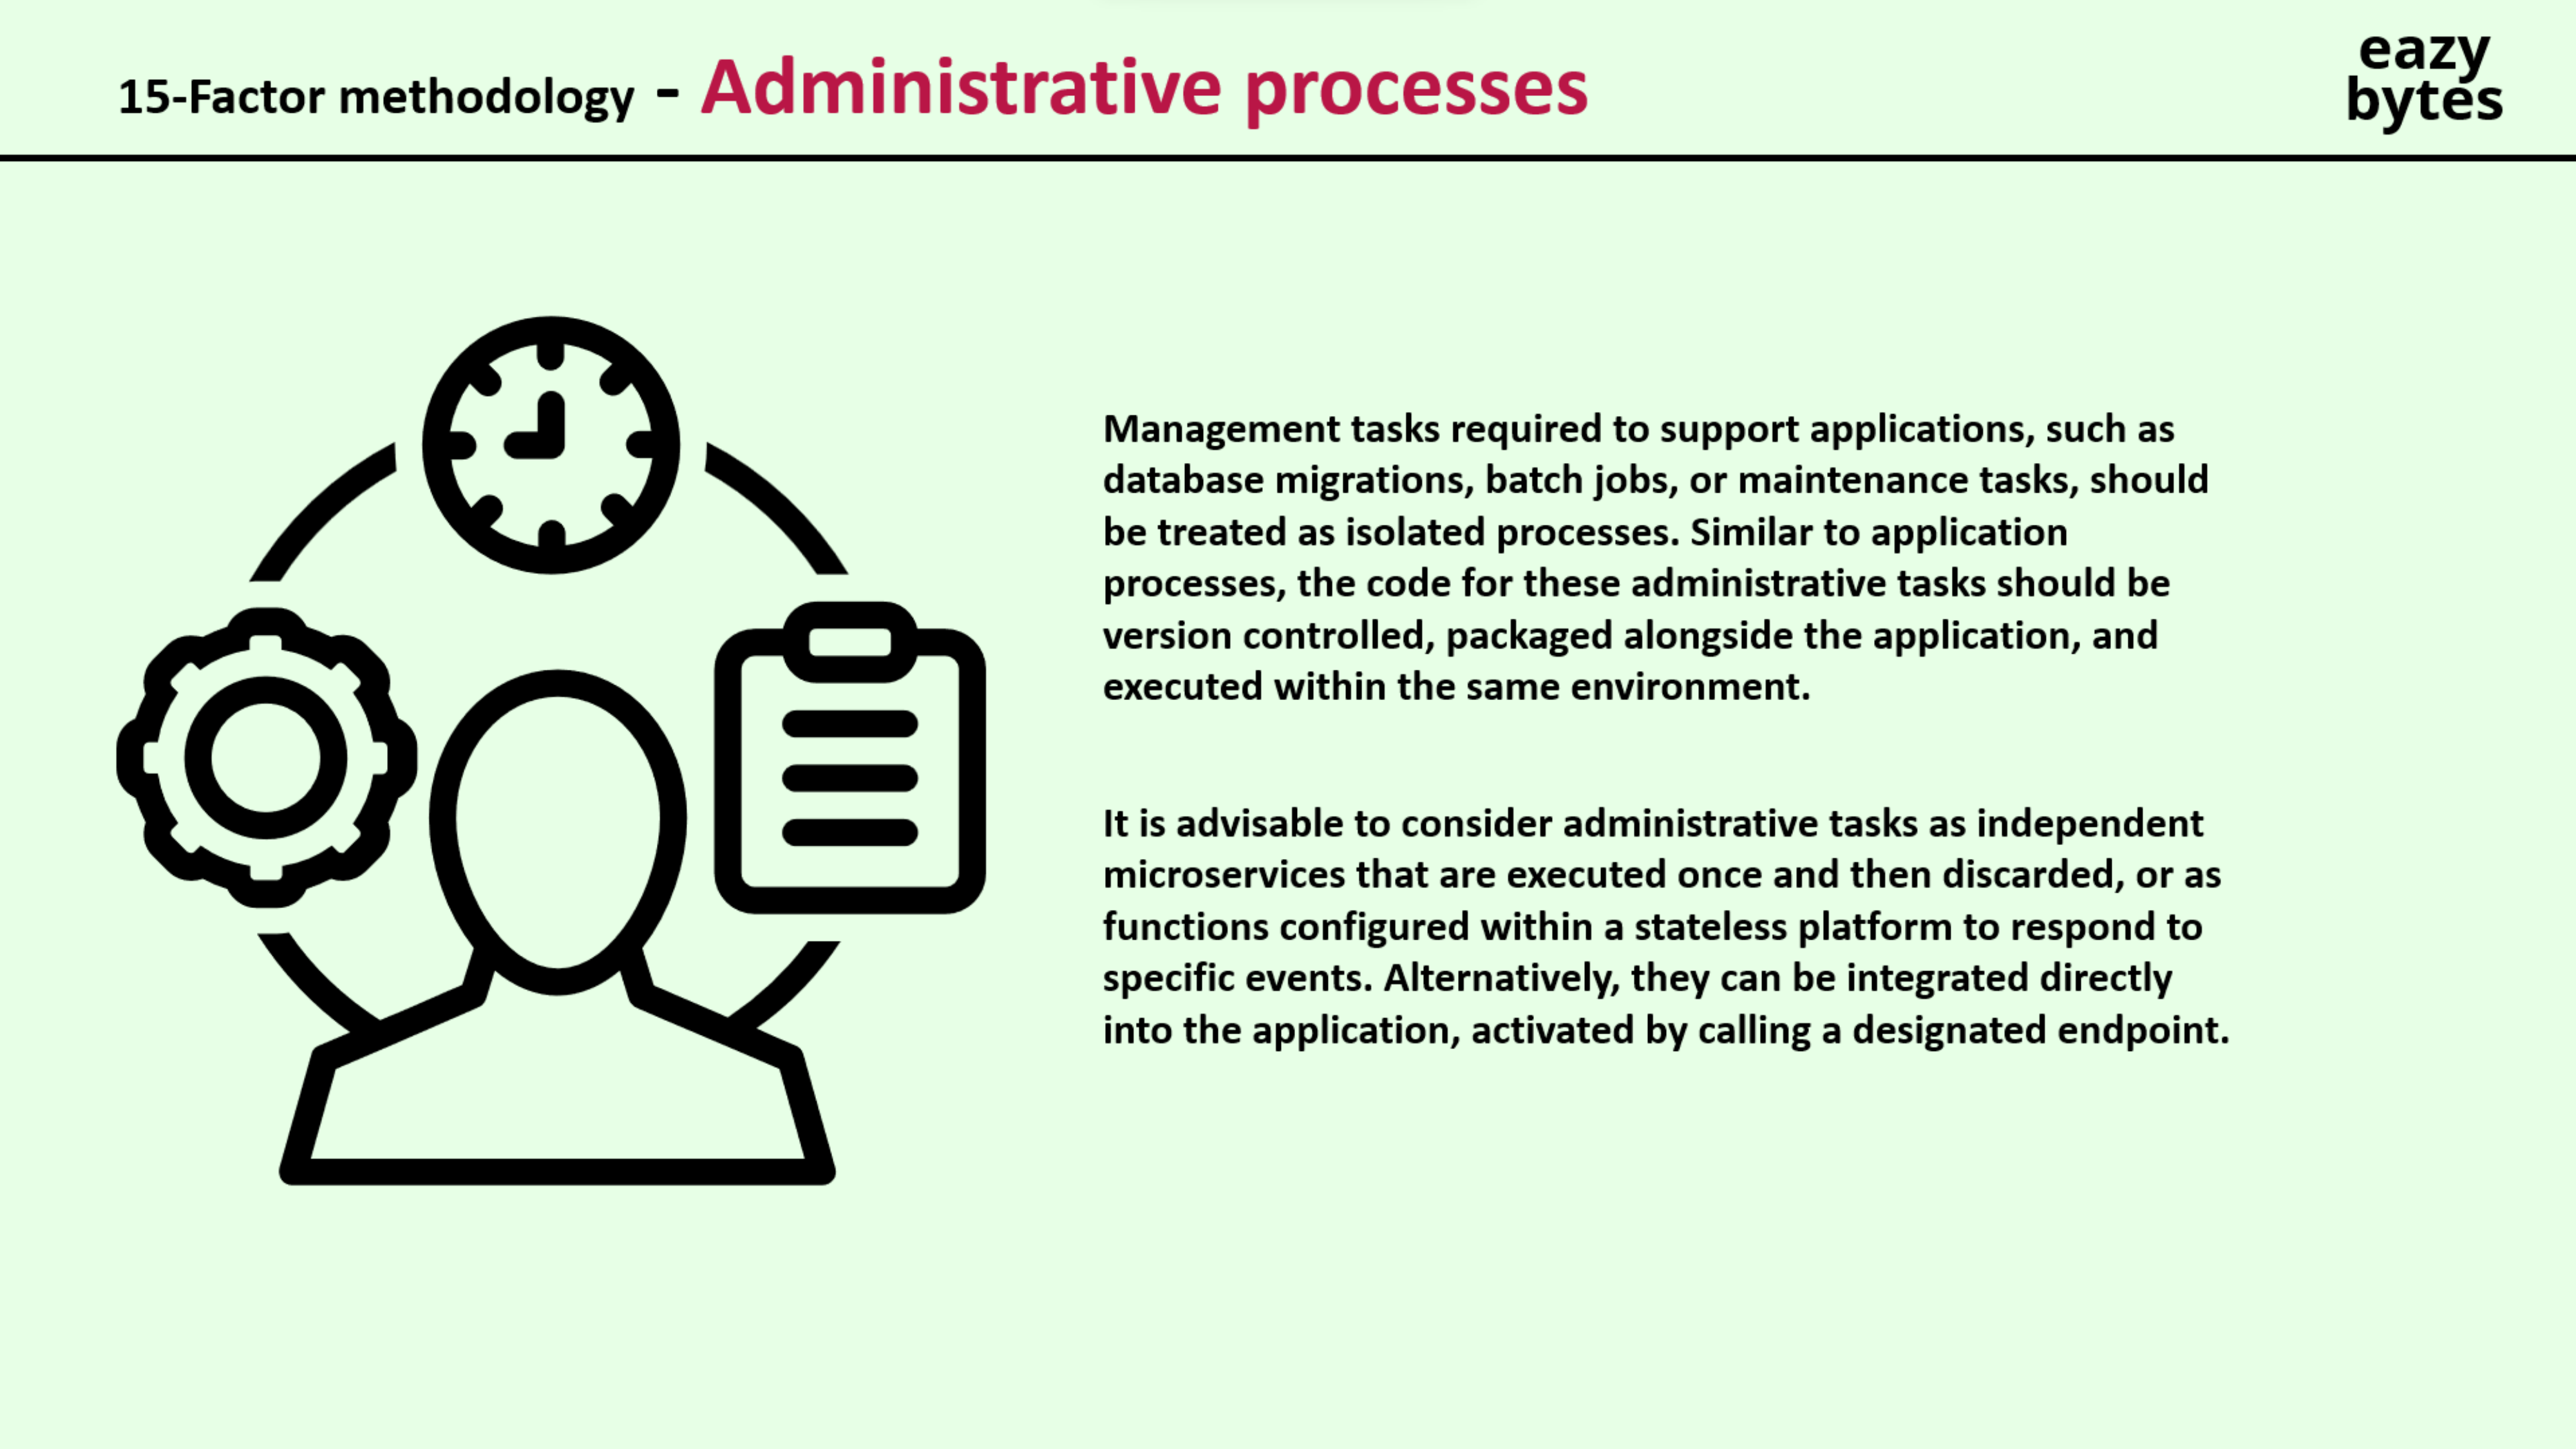 15-Factor methodology - Administrative processes
eazy
bytes
Management tasks required to support applications, such as
database migrations, batch jobs, or maintenance tasks, should
be treated as isolated processes. Similar to application
processes, the code for these administrative tasks should be
version controlled, packaged alongside the application, and
executed within the same environment.
It is advisable to consider administrative tasks as independent
microservices that are executed once and then discarded, or as
functions configured within a stateless platform to respond to
specific events. Alternatively, they can be integrated directly
into the application, activated by calling a designated endpoint.